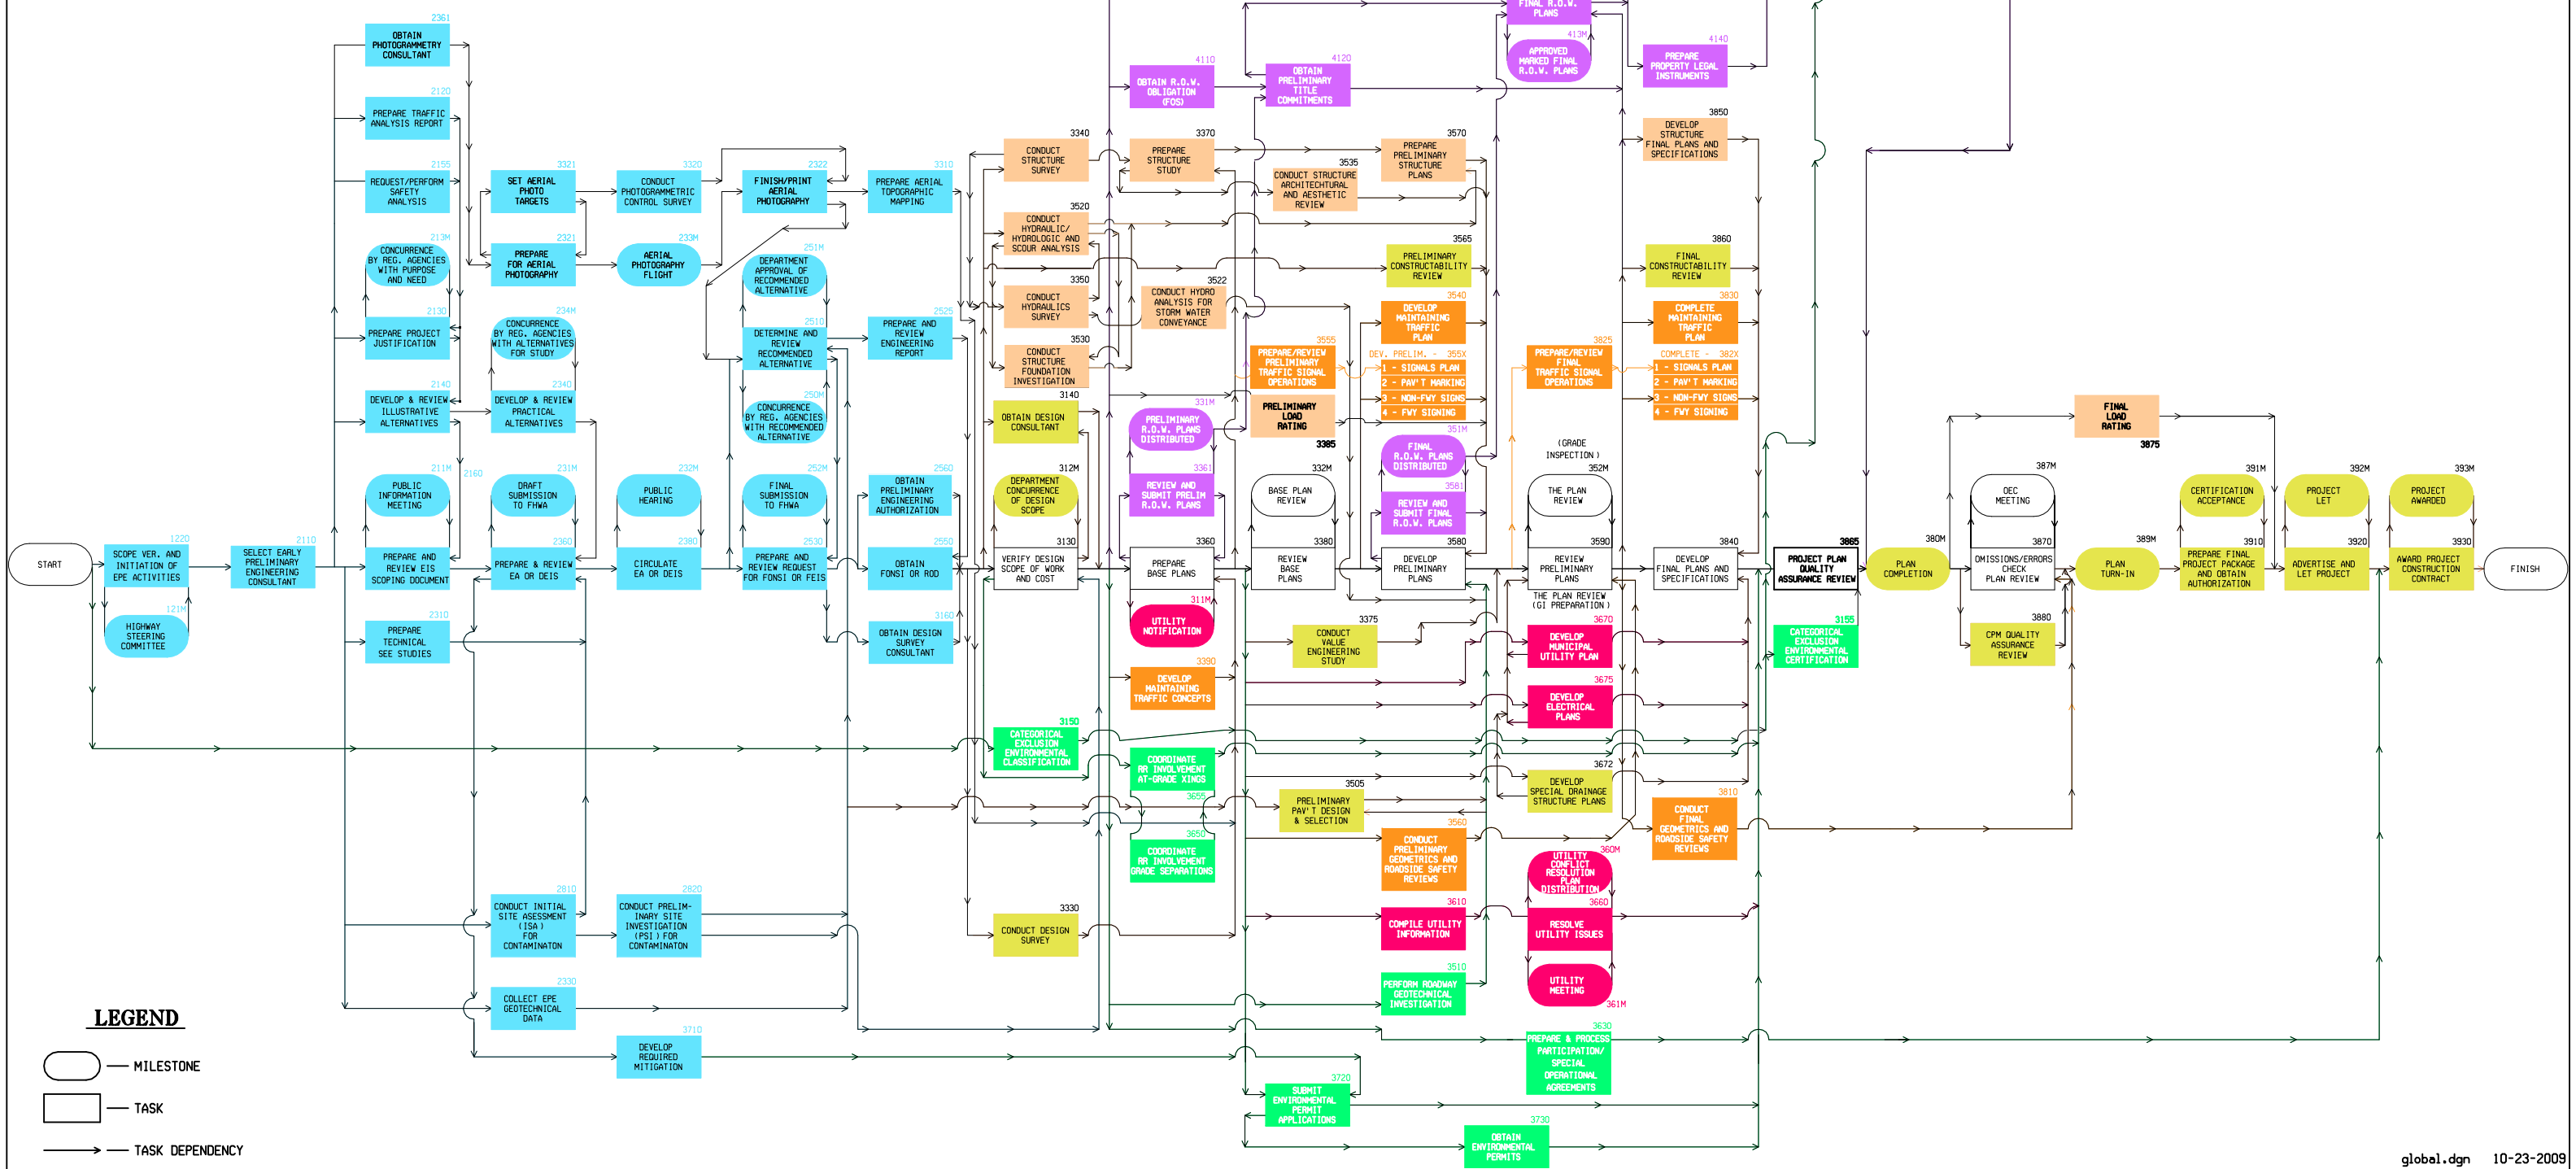 2361
OBTAIN
PHOTOGRAMMETRY
CONSULTANT
2120
PREPARE TRAFFIC
ANALYSIS REPORT
2155
REQUEST/PERFORM
SAFETY
ANALYSIS
213M
CONCURRENCE
BY REG. AGENCIES
WITH PURPOSE
AND NEED
2130
PREPARE PROJECT
JUSTIFICATION
2140
DEVELOP & REVIEW
ILLUSTRATIVE
ALTERNATIVES
211M
PUBLIC
INFORMATION
MEETING
2160
START
1220
SCOPE VER. AND
INITIATION OF
EPE ACTIVITIES
121M
HIGHWAY
STEERING
COMMITTEE
2110
SELECT EARLY
PRELIMINARY
ENGINEERING
CONSULTANT
PREPARE AND
REVIEW EIS
SCOPING DOCUMENT
2310
PREPARE
TECHNICAL
SEE STUDIES
3321
SET AERIAL
PHOTO
TARGETS
2321
PREPARE
FOR AERIAL
PHOTOGRAPHY
234M
CONCURRENCE
BY REG. AGENCIES
WITH ALTERNATIVES
FOR STUDY
2340
DEVELOP & REVIEW
PRACTICAL
ALTERNATIVES
231M
DRAFT
SUBMISSION
TO FHWA
2360
PREPARE & REVIEW
EA OR DEIS
2810
CONDUCT INITIAL
SITE ASESSMENT
(ISA)
FOR
CONTAMINATON
2330
COLLECT EPE
GEOTECHNICAL
DATA
3320
CONDUCT
PHOTOGRAMMETRIC
CONTROL SURVEY
233M
AERIAL
PHOTOGRAPHY
FLIGHT
232M
PUBLIC
HEARING
2380
CIRCULATE
EA OR DEIS
2820
CONDUCT PRELIM-
INARY SITE
INVESTIGATION
(PSI) FOR
CONTAMINATON
3710
DEVELOP
REQUIRED
MITIGATION
2322
FINISH/PRINT
AERIAL
PHOTOGRAPHY
251M
DEPARTMENT
APPROVAL OF
RECOMMENDED
ALTERNATIVE
2510
DETERMINE AND
REVIEW
RECOMMENDED
ALTERNATIVE
250M
CONCURRENCE
BY REG. AGENCIES
WITH RECOMMENDED
ALTERNATIVE
252M
FINAL
SUBMISSION
TO FHWA
2530
PREPARE AND
REVIEW REQUEST
FOR FONSI OR FEIS
3310
PREPARE AERIAL
TOPOGRAPHIC
MAPPING
2525
PREPARE AND
REVIEW
ENGINEERING
REPORT
2560
OBTAIN
PRELIMINARY
ENGINEERING
AUTHORIZATION
2550
OBTAIN
FONSI OR ROD
3160
OBTAIN DESIGN
SURVEY
CONSULTANT
3340
CONDUCT
STRUCTURE
SURVEY
3520
CONDUCT
HYDRAULIC/
HYDROLOGIC AND
SCOUR ANALYSIS
3350
CONDUCT
HYDRAULICS
SURVEY
3530
CONDUCT
STRUCTURE
FOUNDATION
INVESTIGATION
3140
OBTAIN DESIGN
CONSULTANT
312M
DEPARTMENT
CONCURRENCE
OF DESIGN
SCOPE
3130
VERIFY DESIGN
SCOPE OF WORK
AND COST
3150
CATEGORICAL
EXCLUSION
ENVIRONMENTAL
CLASSIFICATION
3330
CONDUCT DESIGN
SURVEY
4110
OBTAIN R.O.W.
OBLIGATION
(FOS)
3370
PREPARE
STRUCTURE
STUDY
3522
CONDUCT HYDRO
ANALYSIS FOR
STORM WATER
CONVEYANCE
331M
PRELIMINARY
R.O.W. PLANS
DISTRIBUTED
3361
REVIEW AND
SUBMIT PRELIM
R.O.W. PLANS
3360
PREPARE
BASE PLANS
311M
UTILITY
NOTIFICATION
3390
DEVELOP
MAINTAINING
TRAFFIC CONCEPTS
COORDINATE
RR INVOLVEMENT
AT-GRADE XINGS
3655
3650
COORDINATE
RR INVOLVEMENT
GRADE SEPARATIONS
4120
OBTAIN
PRELIMINARY
TITLE
COMMITMENTS
3535
CONDUCT STRUCTURE
ARCHITECHTURAL
AND AESTHETIC
REVIEW
3555
PREPARE/REVIEW
PRELIMINARY
TRAFFIC SIGNAL
OPERATIONS
PRELIMINARY
LOAD
RATING
3385
332M
BASE PLAN
REVIEW
3380
REVIEW
BASE
PLANS
3375
CONDUCT
VALUE
ENGINEERING
STUDY
3505
PRELIMINARY
PAV'T DESIGN
& SELECTION
3720
SUBMIT
ENVIRONMENTAL
PERMIT
APPLICATIONS
3570
PREPARE
PRELIMINARY
STRUCTURE
PLANS
3565
PRELIMINARY
CONSTRUCTABILITY
REVIEW
3540
DEVELOP
MAINTAINING
TRAFFIC
PLAN
DEV. PRELIM. - 355X
1 - SIGNALS PLAN
2 - PAV'T MARKING
3 - NON-FWY SIGNS
4 - FWY SIGNING
351M
FINAL
R.O.W. PLANS
DISTRIBUTED
3581
REVIEW AND
SUBMIT FINAL
R.O.W. PLANS
3580
DEVELOP
PRELIMINARY
PLANS
3560
CONDUCT
PRELIMINARY
GEOMETRICS AND
ROADSIDE SAFETY
REVIEWS
3610
COMPILE UTILITY
INFORMATION
3510
PERFORM ROADWAY
GEOTECHNICAL
INVESTIGATION
3730
OBTAIN
ENVIRONMENTAL
PERMITS
FINAL R.O.W.
PLANS
413M
APPROVED
MARKED FINAL
R.O.W. PLANS
3825
PREPARE/REVIEW
FINAL
TRAFFIC SIGNAL
OPERATIONS
(GRADE
INSPECTION)
352M
THE PLAN
REVIEW
3590
REVIEW
PRELIMINARY
PLANS
THE PLAN REVIEW
(GI PREPARATION)
3670
DEVELOP
MUNICIPAL
UTILITY PLAN
3675
DEVELOP
ELECTRICAL
PLANS
3672
DEVELOP
SPECIAL DRAINAGE
STRUCTURE PLANS
360M
UTILITY
CONFLICT
RESOLUTION
PLAN
DISTRIBUTION
3660
RESOLVE
UTILITY ISSUES
UTILITY
MEETING
361M
3630
PREPARE & PROCESS
PARTICIPATION/
SPECIAL
OPERATIONAL
AGREEMENTS
4140
PREPARE
PROPERTY LEGAL
INSTRUMENTS
3850
DEVELOP
STRUCTURE
FINAL PLANS AND
SPECIFICATIONS
3860
FINAL
CONSTRUCTABILITY
REVIEW
3830
COMPLETE
MAINTAINING
TRAFFIC
PLAN
COMPLETE - 382X
1 - SIGNALS PLAN
2 - PAV'T MARKING
3 - NON-FWY SIGNS
4 - FWY SIGNING
3840
DEVELOP
FINAL PLANS AND
SPECIFICATIONS
3810
CONDUCT
FINAL
GEOMETRICS AND
ROADSIDE SAFETY
REVIEWS
3865
PROJECT PLAN
QUALITY
ASSURANCE REVIEW
3155
CATEGORICAL
EXCLUSION
ENVIRONMENTAL
CERTIFICATION
380M
PLAN
COMPLETION
387M
OEC
MEETING
3870
OMISSIONS/ERRORS
CHECK
PLAN REVIEW
3880
CPM QUALITY
ASSURANCE
REVIEW
FINAL
LOAD
RATING
3875
389M
PLAN
TURN-IN
391M
CERTIFICATION
ACCEPTANCE
3910
PREPARE FINAL
PROJECT PACKAGE
AND OBTAIN
AUTHORIZATION
392M
PROJECT
LET
3920
ADVERTISE AND
LET PROJECT
393M
PROJECT
AWARDED
3930
AWARD PROJECT
CONSTRUCTION
CONTRACT
FINISH
LEGEND
MILESTONE
TASK
TASK DEPENDENCY
global.dgn 10-23-2009